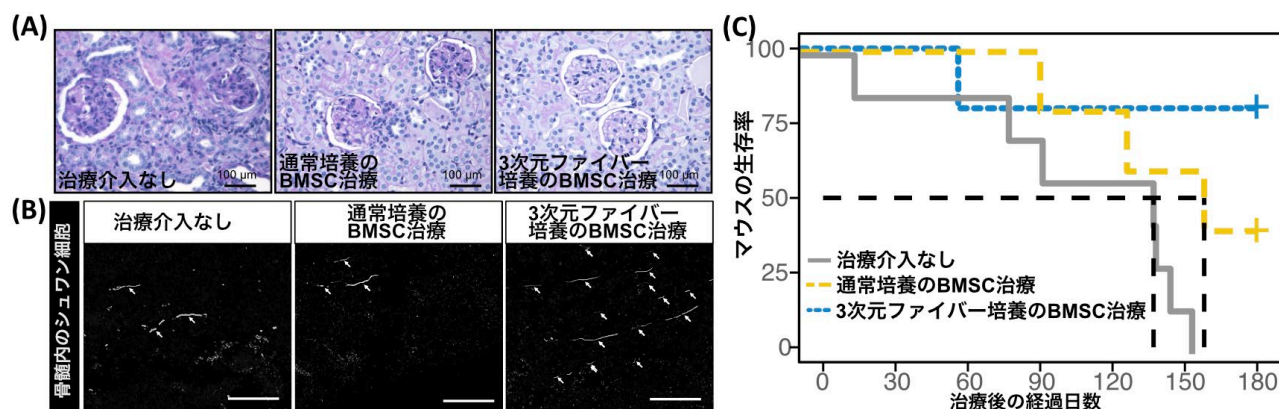 (A)
治療介入なし
100 μm
通常培養の
BMSC治療
100 μm
3次元ファイバー
培養のBMSC治療
100 μm
(B)
骨髄内のシュワン細胞
治療介入なし
通常培養の
BMSC治療
3次元ファイバー
培養のBMSC治療
(C)
マウスの生存率
100
75
50
25
0
治療介入なし
通常培養のBMSC治療
3次元ファイバー培養のBMSC治療
0 30 60 90 120 150 180
治療後の経過日数